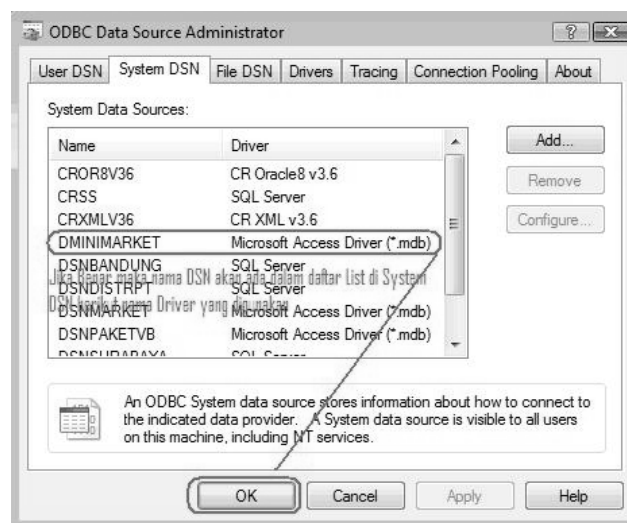 ODBC Data Source Administrator
User DSN System DSN File DSN Drivers Tracing Connection Pooling About
System Data Sources:
Name Driver
CROR8V36 CR Oracle8 v3.6
CRSS SQL Server
CRXMLV36 CR XML v3.6
DMINIMARKET Microsoft Access Driver (*.mdb)
DSNBANDUNG SQL Server
Jika Benar maka nama DSN akan ada dalam daftar List di System
DSNDISTRPT SQL Server
DSN nama Driver yang digunakan
DSNMARKET Microsoft Access Driver (*.mdb)
DSNPAKETVB Microsoft Access Driver (*.mdb)
DSNSURABAYA SQL Server
Add...
Remove
Configure...
An ODBC System data source stores information about how to connect to
the indicated data provider. A System data source is visible to all users
on this machine, including NT services.
OK Cancel Apply Help